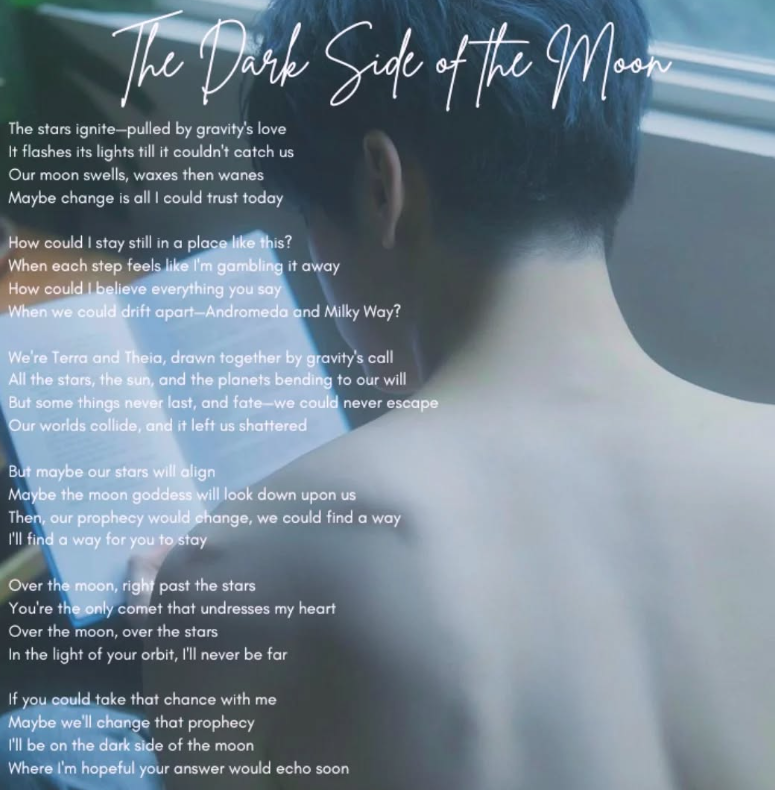 The Dark Side of the Moon
The stars ignite—pulled by gravity's love
It flashes its lights till it couldn't catch us
Our moon swells, waxes then wanes
Maybe change is all I could trust today
How could I stay still in a place like this?
When each step feels like I'm gambling it away
How could I believe everything you say
When we could drift apart—Andromeda and Milky Way?
We're Terra and Theia, drawn together by gravity's call
All the stars, the sun, and the planets bending to our will
But some things never last, and fate—we could never escape
Our worlds collide, and it left us shattered
But maybe our stars will align
Maybe the moon goddess will look down upon us
Then, our prophecy would change, we could find a way
I'll find a way for you to stay
Over the moon, right past the stars
You're the only comet that undresses my heart
Over the moon, over the stars
In the light of your orbit, I'll never be far
If you could take that chance with me
Maybe we'll change that prophecy
I'll be on the dark side of the moon
Where I'm hopeful your answer would echo soon